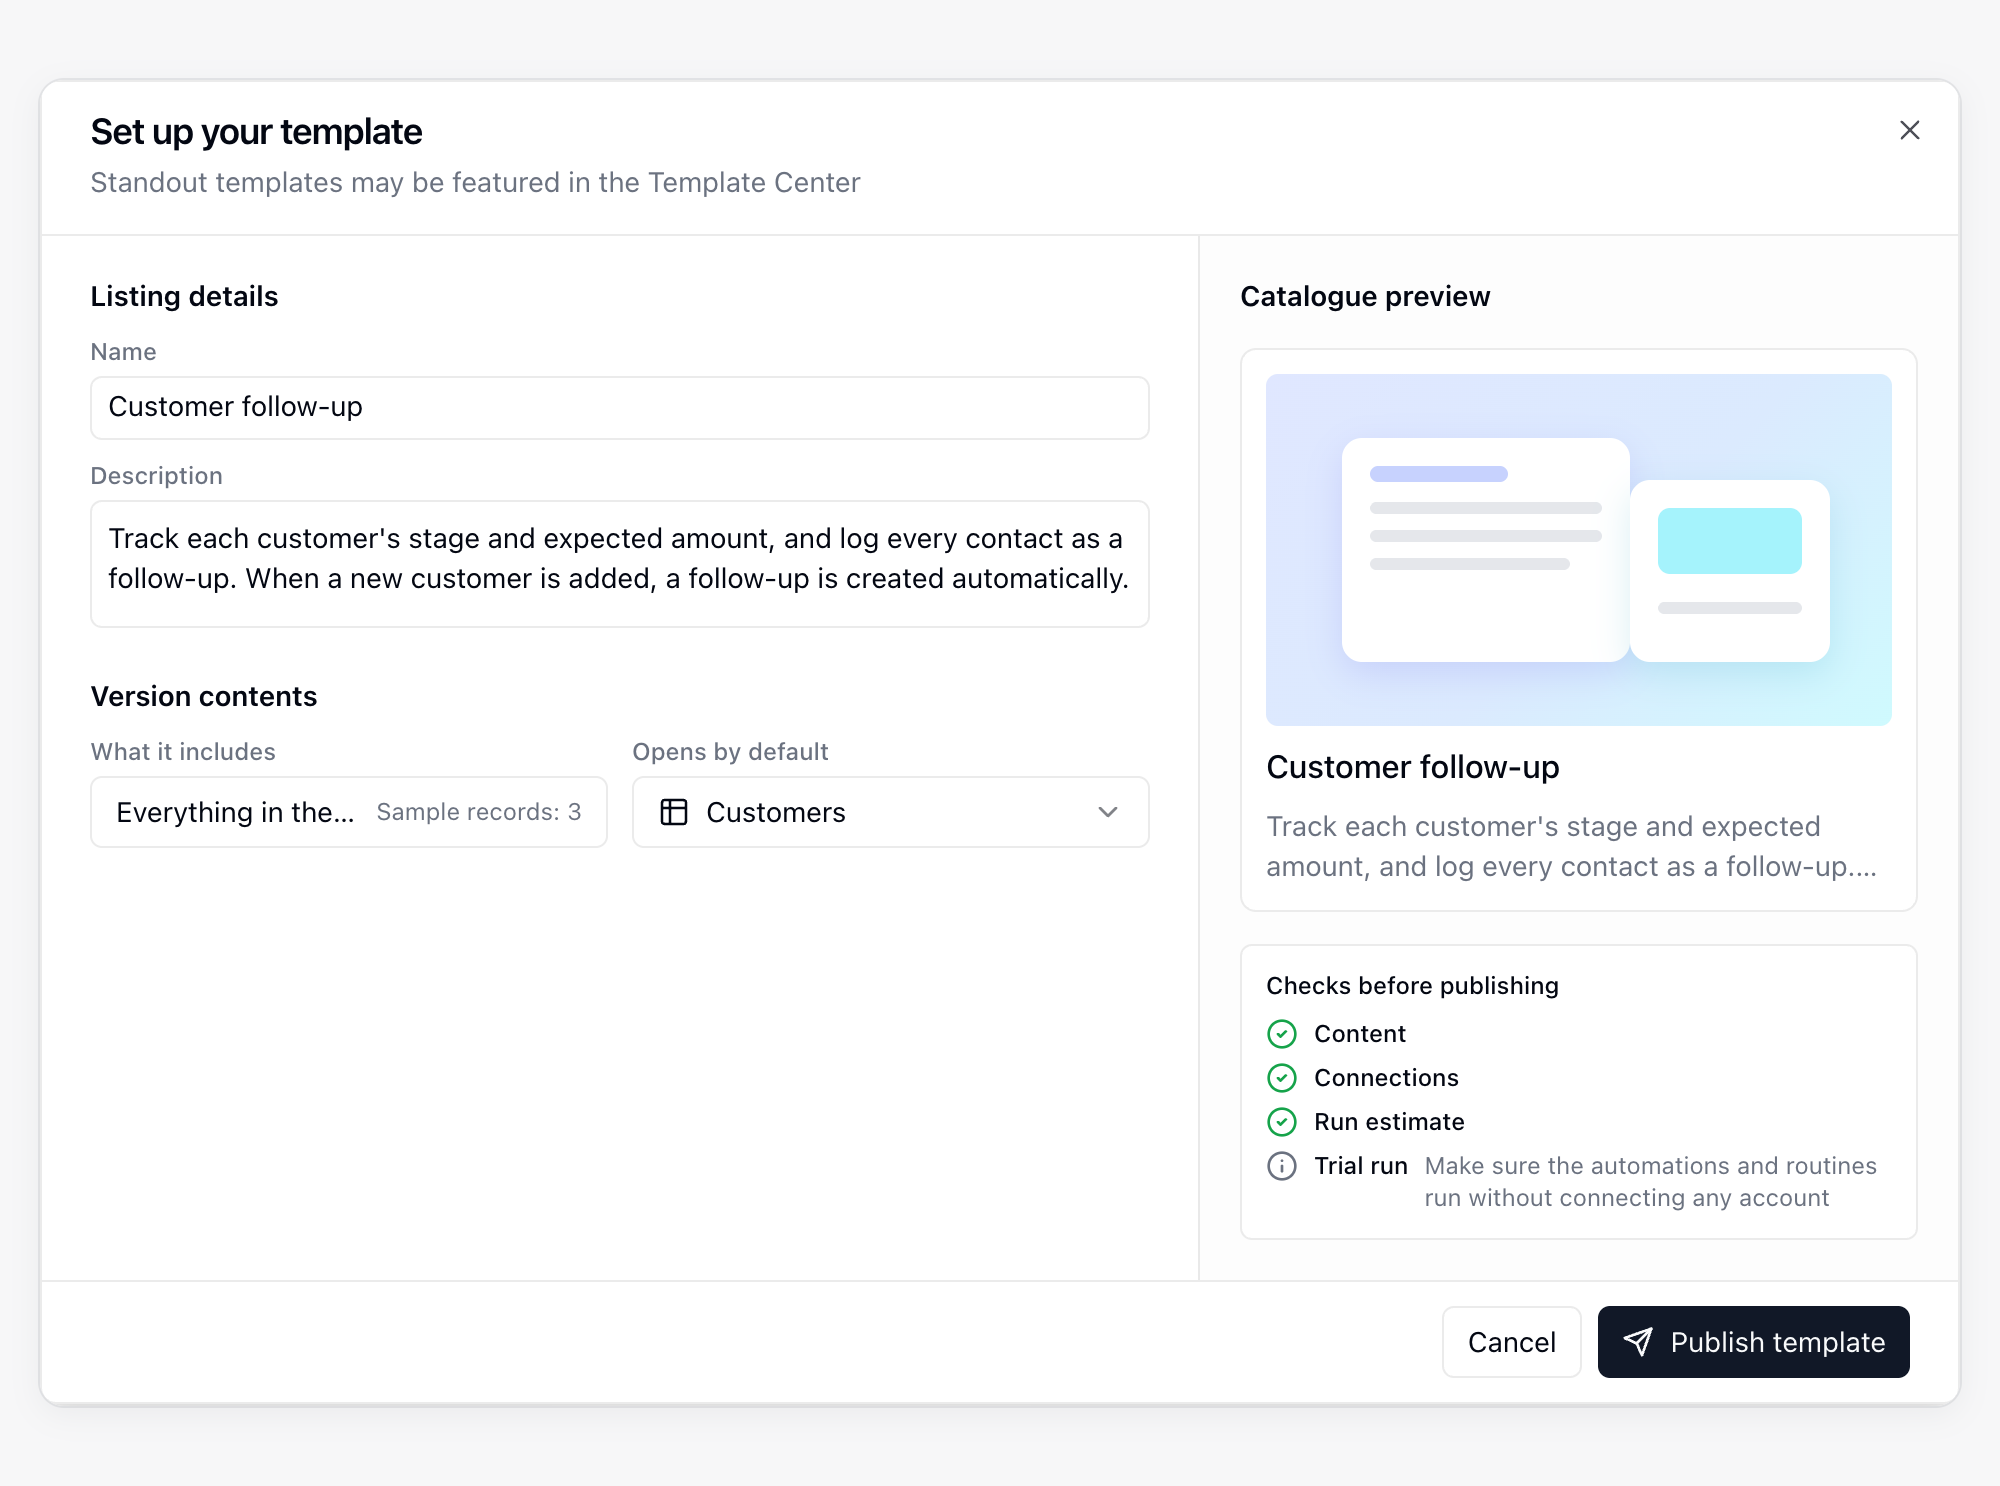 Set up your template
Standout templates may be featured in the Template Center
Listing details
Name
Customer follow-up
Description
Track each customer's stage and expected amount, and log every contact as a
follow-up. When a new customer is added, a follow-up is created automatically.
Version contents
What it includes
Everything in the... Sample records: 3
Opens by default
Customers
Catalogue preview
Customer follow-up
Track each customer's stage and expected
amount, and log every contact as a follow-up....
Checks before publishing
Content
Connections
Run estimate
Trial run Make sure the automations and routines
run without connecting any account
Cancel
Publish template